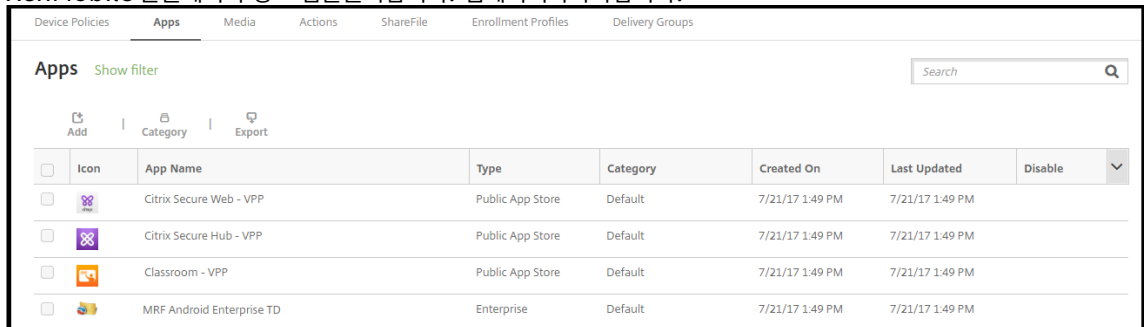 Device Policies Apps Media Actions ShareFile Enrollment Profiles Delivery Groups
Apps Show filter Search
Add | Category | Export
Icon App Name Type Category Created On Last Updated Disable
Citrix Secure Web - VPP Public App Store Default 7/21/17 1:49 PM 7/21/17 1:49 PM
Citrix Secure Hub - VPP Public App Store Default 7/21/17 1:49 PM 7/21/17 1:49 PM
Classroom - VPP Public App Store Default 7/21/17 1:49 PM 7/21/17 1:49 PM
MRF Android Enterprise TD Enterprise Default 7/21/17 1:49 PM 7/21/17 1:49 PM